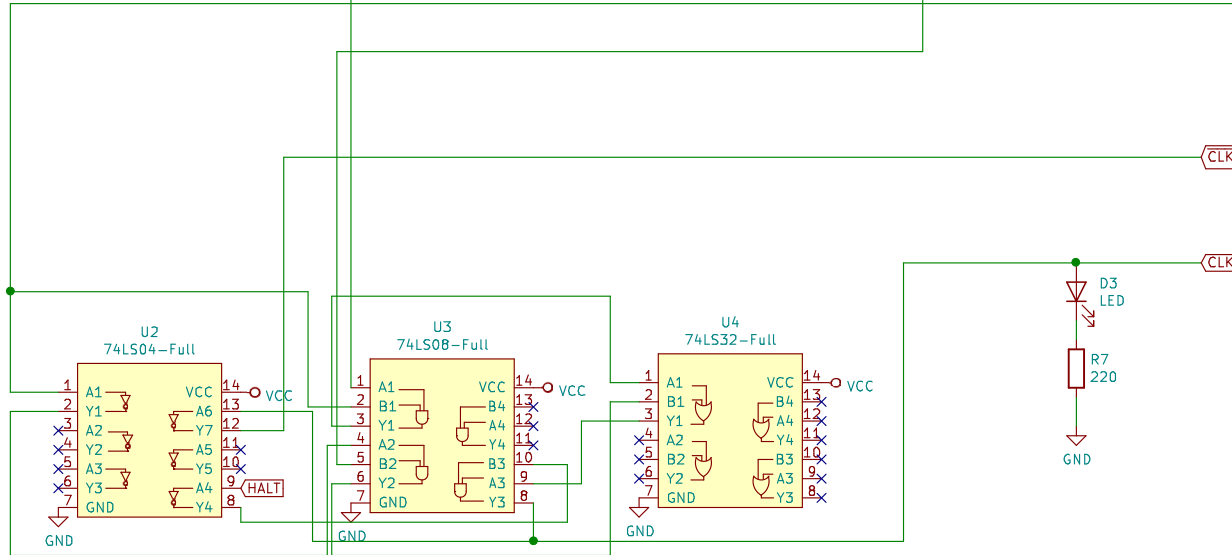 CLK
CLK
D3
LED
R7
220
GND
U2
74LS04-Full
1 A1 VCC 14 VCC
2 Y1 A6 13
3 A2 Y7 12
4 Y2 A5 11
5 A3 Y5 10
6 Y3 A4 9 HALT
7 GND Y4 8
GND
U3
74LS08-Full
1 A1 VCC 14 VCC
2 B1 B4 13
3 Y1 A4 12
4 A2 Y4 11
5 B2 B3 10
6 Y2 A3 9
7 GND Y3 8
GND
U4
74LS32-Full
1 A1 VCC 14 VCC
2 B1 B4 13
3 Y1 A4 12
4 A2 Y4 11
5 B2 B3 10
6 Y2 A3 9
7 GND Y3 8
GND